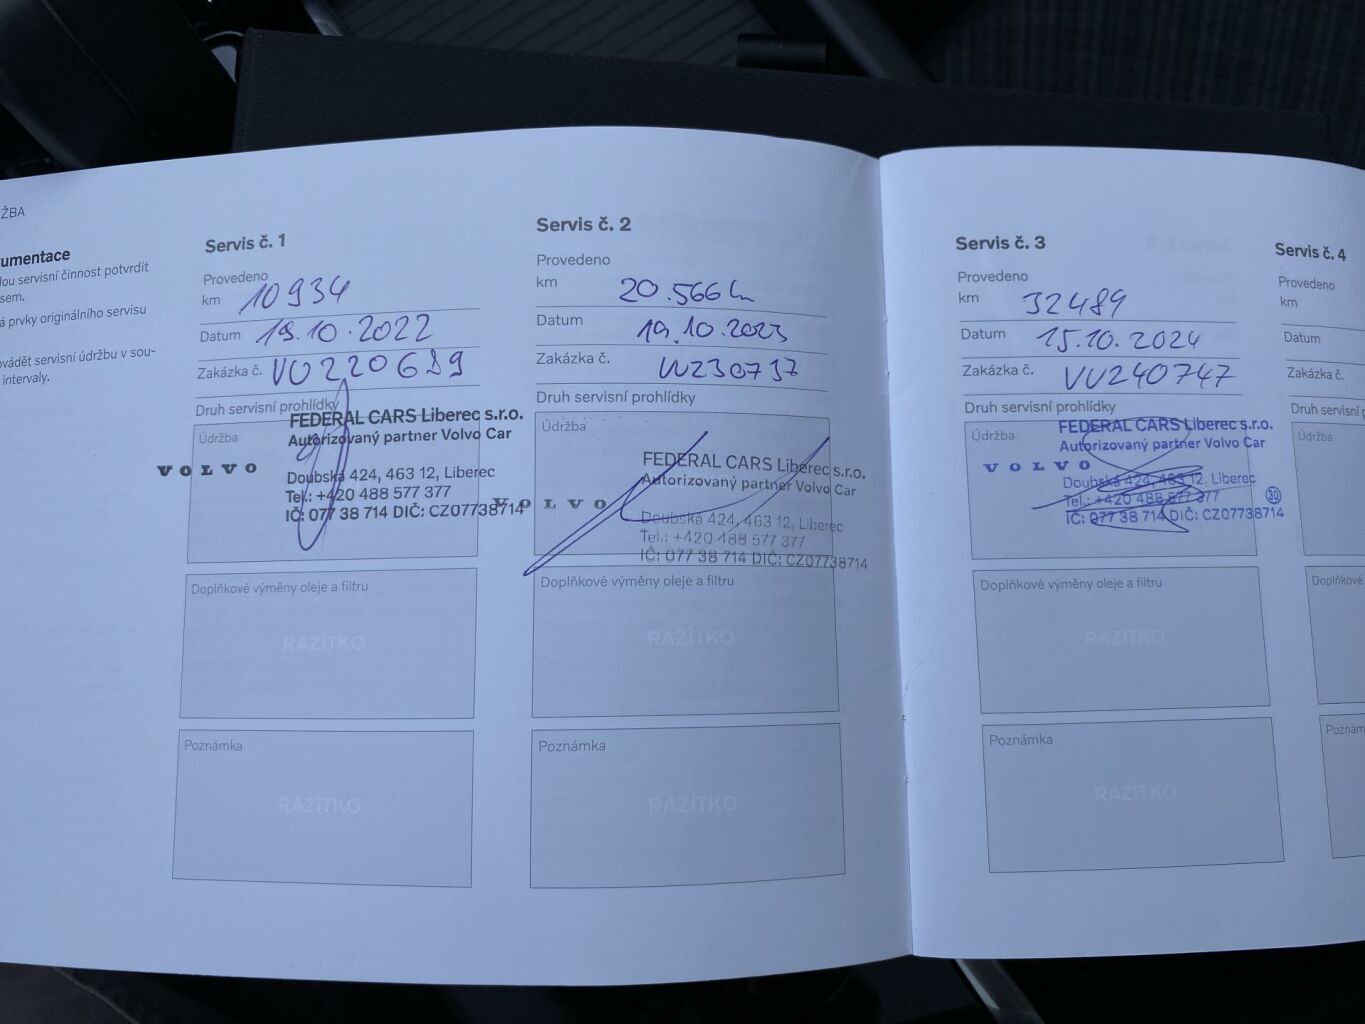 ŽBA
umentace
lou servisní činnost potvrdit
sem.
á prvky originálního servisu
ovádět servisní údržbu v sou-
intervaly.
Servis č. 1
Provedeno
km 10934
Datum 19.10.2022
Zakázka č. VU220689
Druh servisní prohlídky
Údržba
FEDERAL CARS Liberec s.r.o.
Autorizovaný partner Volvo Car
VOLVO
Doubská 424, 463 12, Liberec
Tel.: +420 488 577 377
IČ: 077 38 714 DIČ: CZ07738714
Doplňkové výměny oleje a filtru
RAZÍTKO
Poznámka
RAZÍTKO
Servis č. 2
Provedeno
km 20.566 km
Datum 19.10.2023
Zakázka č. VU230737
Druh servisní prohlídky
Údržba
FEDERAL CARS Liberec s.r.o.
Autorizovaný partner Volvo Car
VOLVO
Doubská 424, 463 12, Liberec
Tel.: +420 488 577 377
IČ: 077 38 714 DIČ: CZ07738714
Doplňkové výměny oleje a filtru
RAZÍTKO
Poznámka
RAZÍTKO
Servis č. 3
Provedeno
km 32489
Datum 15.10.2024
Zakázka č. VU240747
Druh servisní prohlídky
Údržba
FEDERAL CARS Liberec s.r.o.
Autorizovaný partner Volvo Car
VOLVO
Doubská 424, 463 12, Liberec
Tel.: +420 488 577 377 30
IČ: 077 38 714 DIČ: CZ07738714
Doplňkové výměny oleje a filtru
RAZÍTKO
Poznámka
RAZÍTKO
Servis č. 4
Provedeno
km
Datum
Zakázka č.
Druh servisní p
Údržba
Doplňkové
Poznám